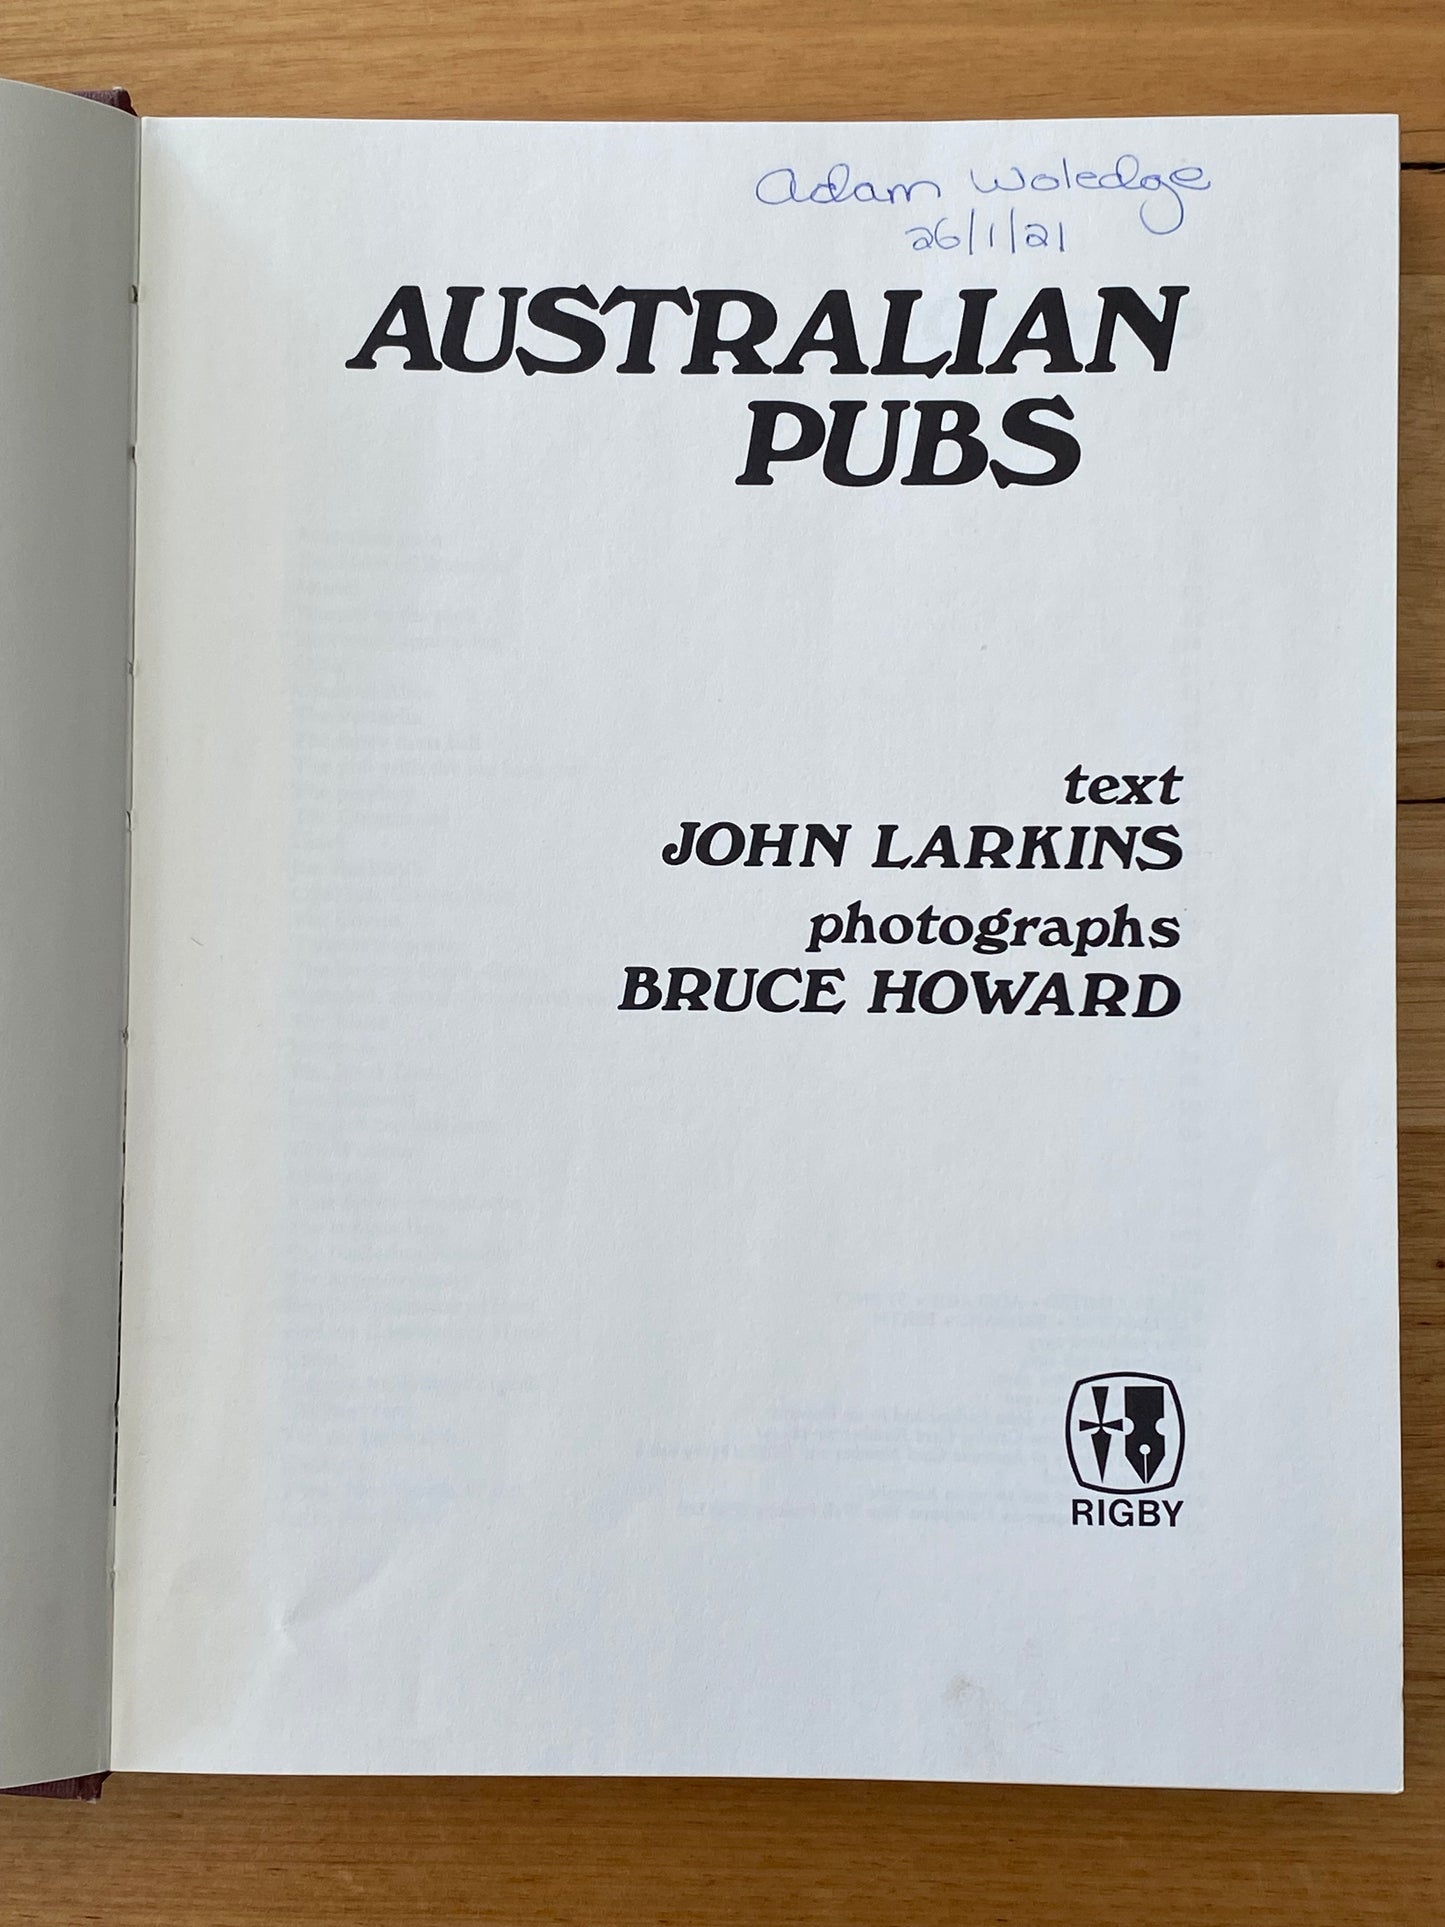 Adam Woledge
26/1/21
AUSTRALIAN
PUBS
text
JOHN LARKINS
photographs
BRUCE HOWARD
RIGBY